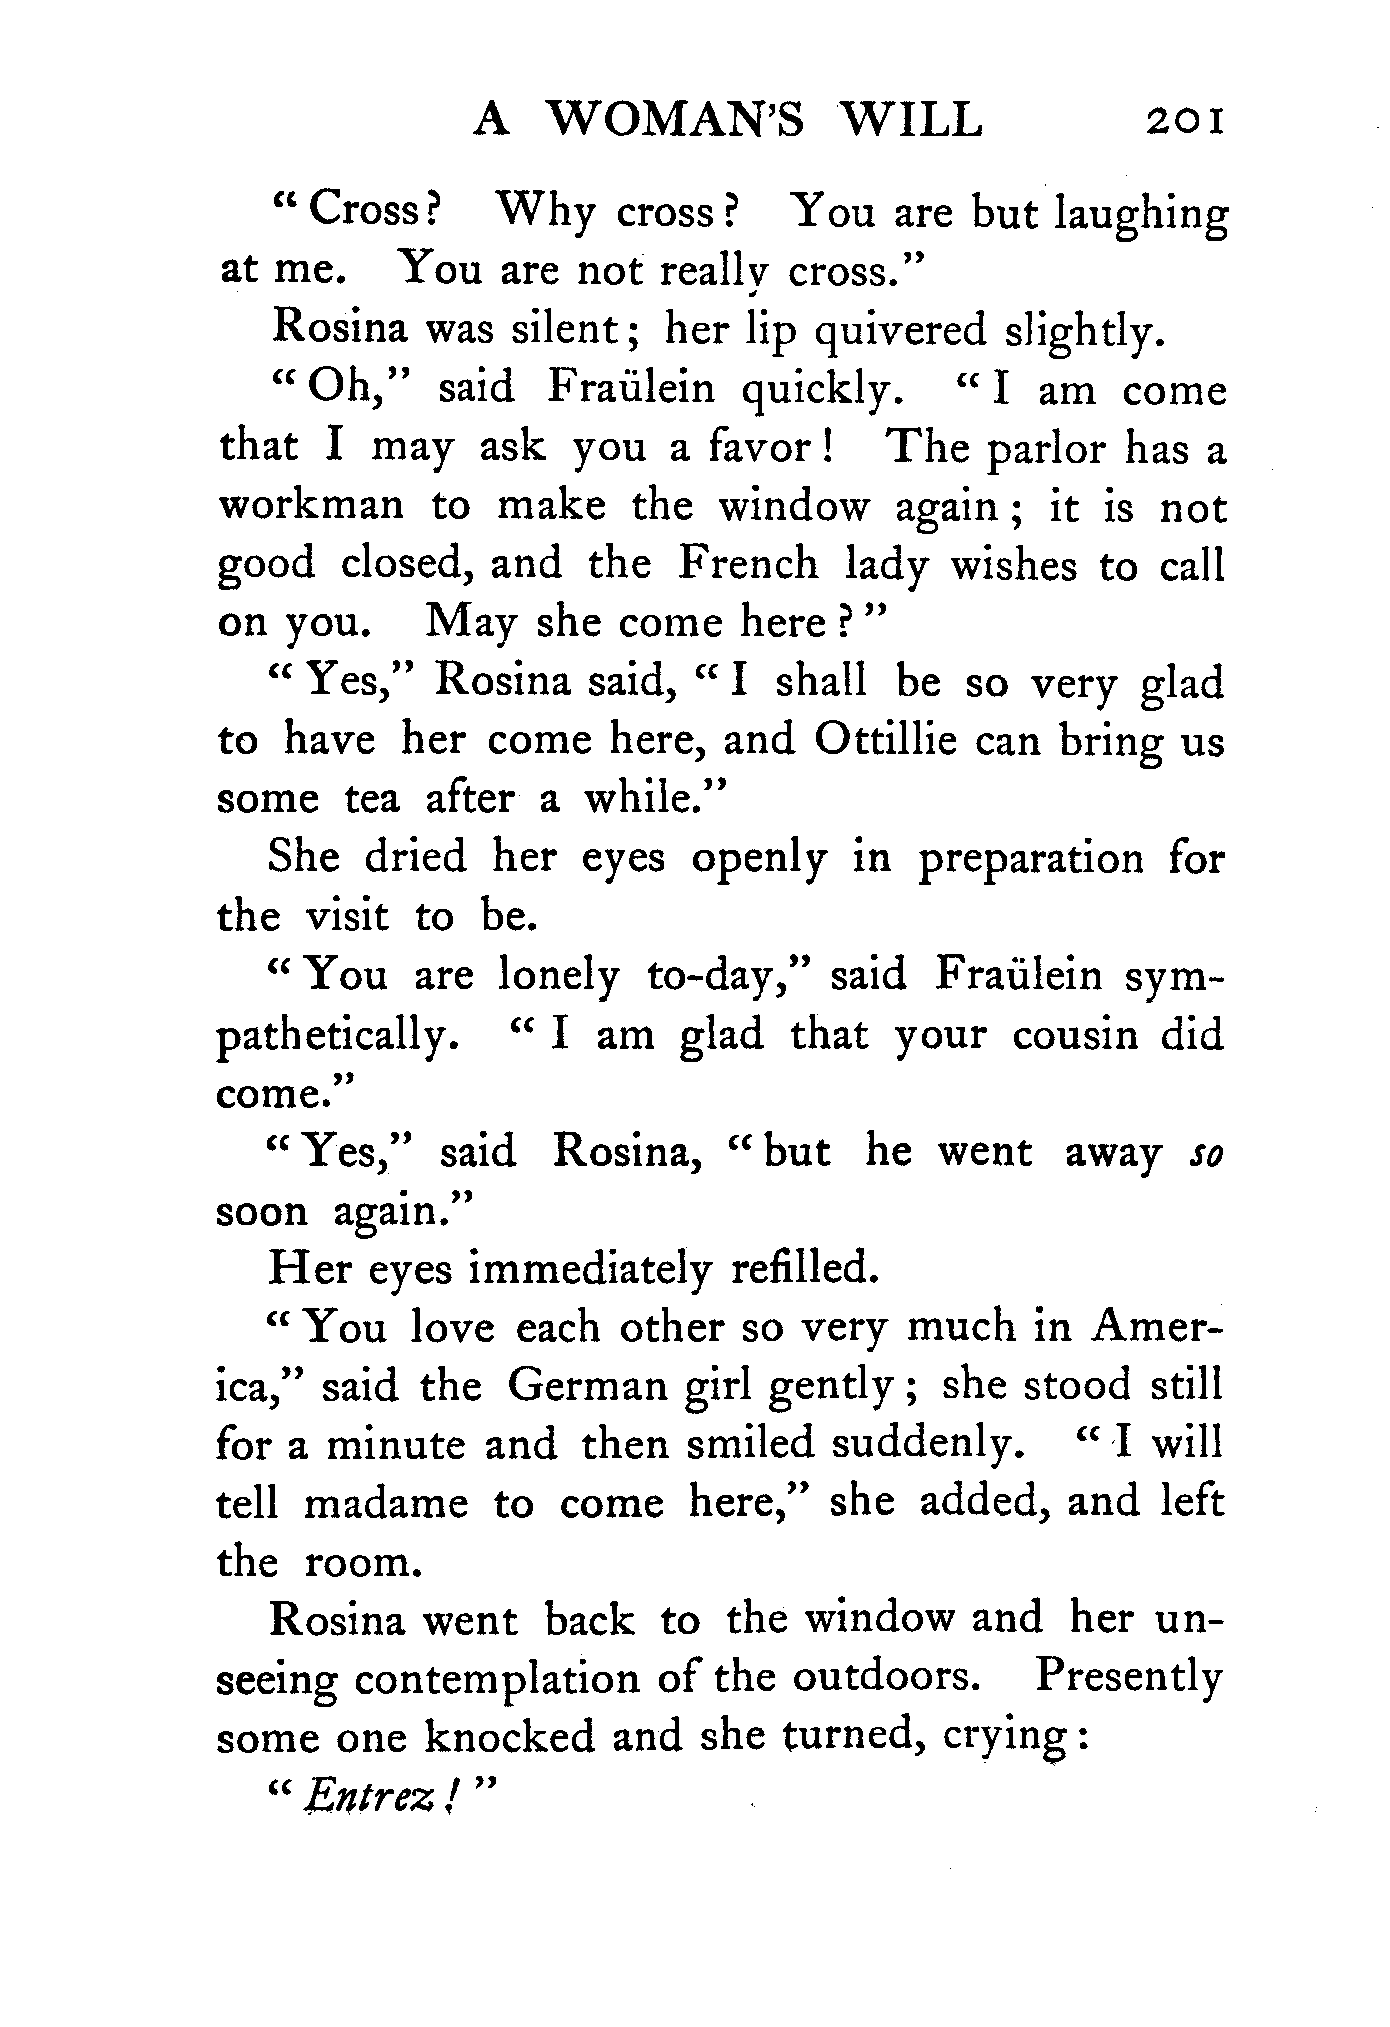 A WOMAN'S WILL 201
“Cross? Why cross? You are but laughing
at me. You are not really cross.”
Rosina was silent; her lip quivered slightly.
“Oh,” said Fraülein quickly. “I am come
that I may ask you a favor! The parlor has a
workman to make the window again; it is not
good closed, and the French lady wishes to call
on you. May she come here?”
“Yes,” Rosina said, “I shall be so very glad
to have her come here, and Ottillie can bring us
some tea after a while.”
She dried her eyes openly in preparation for
the visit to be.
“You are lonely to-day,” said Fraülein sym-
pathetically. “I am glad that your cousin did
come.”
“Yes,” said Rosina, “but he went away so
soon again.”
Her eyes immediately refilled.
“You love each other so very much in Amer-
ica,” said the German girl gently; she stood still
for a minute and then smiled suddenly. “I will
tell madame to come here,” she added, and left
the room.
Rosina went back to the window and her un-
seeing contemplation of the outdoors. Presently
some one knocked and she turned, crying:
“Entrez!”